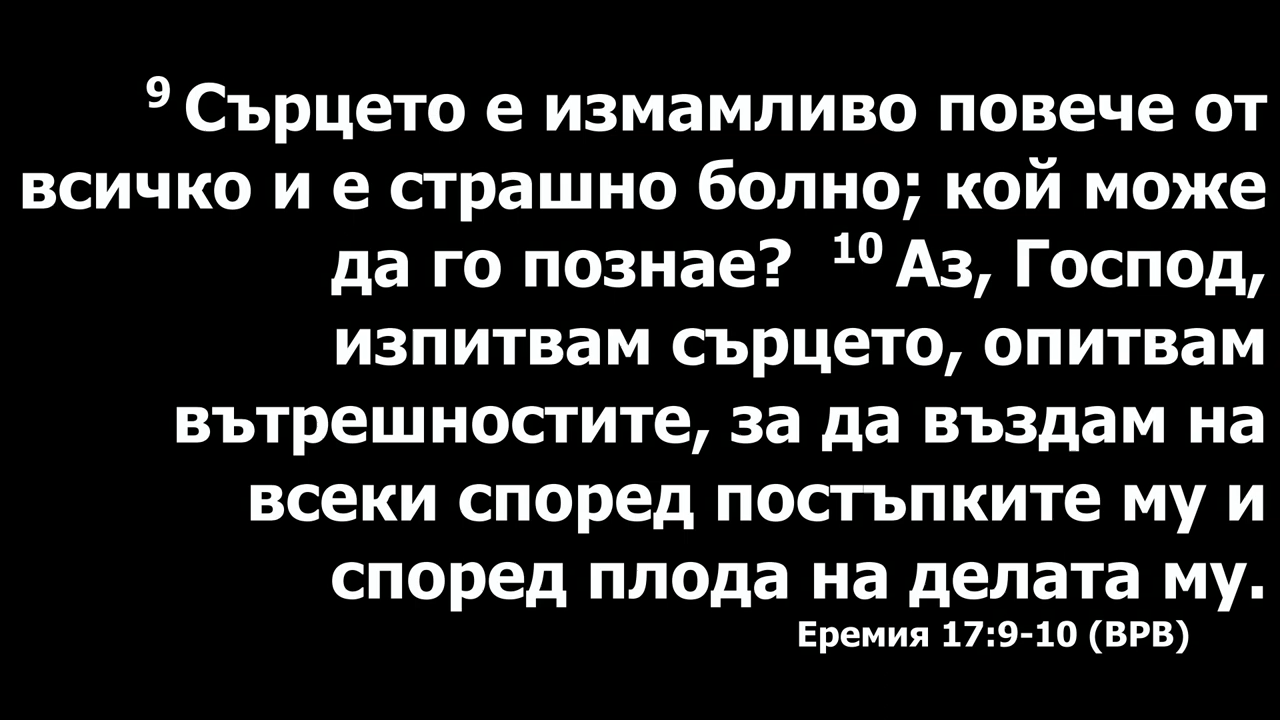 ⁹ Сърцето е измамливо повече от
всичко и е страшно болно; кой може
да го познае? ¹⁰ Аз, Господ,
изпитвам сърцето, опитвам
вътрешностите, за да въздам на
всеки според постъпките му и
според плода на делата му.
Еремия 17:9-10 (ВРВ)